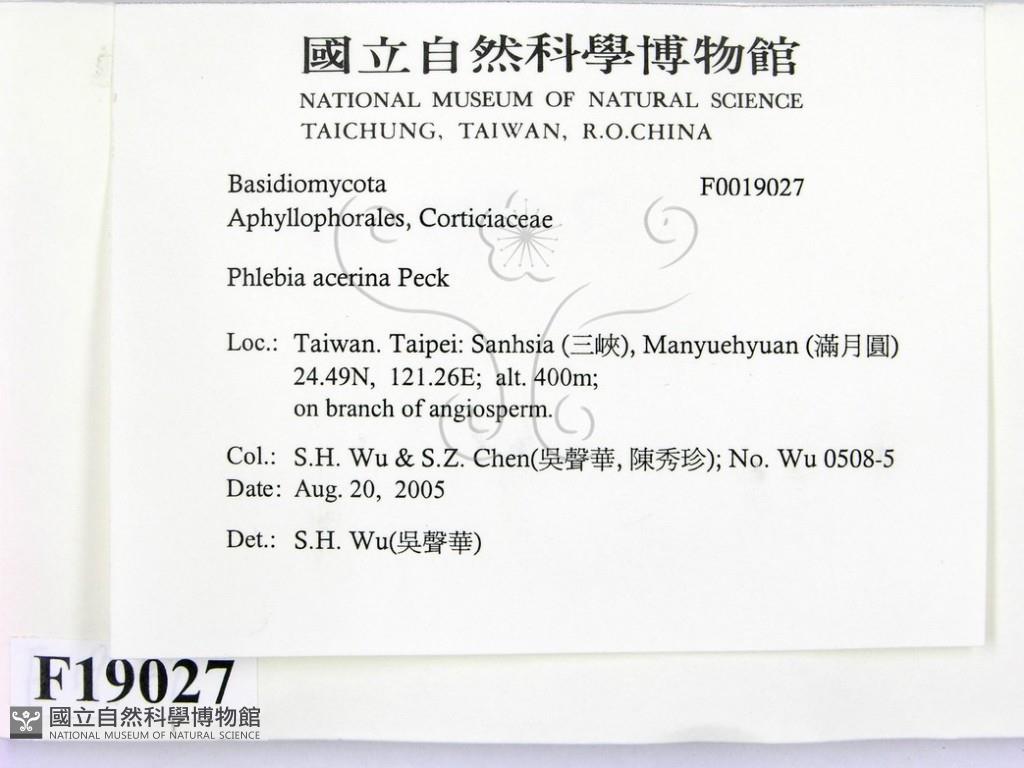 國立自然科學博物館
NATIONAL MUSEUM OF NATURAL SCIENCE
TAICHUNG, TAIWAN, R.O.CHINA
Basidiomycota F0019027
Aphyllophorales, Corticiaceae
Phlebia acerina Peck
Loc.: Taiwan. Taipei: Sanhsia (三峽), Manyuehyuan (滿月圓)
24.49N, 121.26E; alt. 400m;
on branch of angiosperm.
Col.: S.H. Wu & S.Z. Chen(吳聲華, 陳秀珍); No. Wu 0508-5
Date: Aug. 20, 2005
Det.: S.H. Wu(吳聲華)
F19027
國立自然科學博物館
NATIONAL MUSEUM OF NATURAL SCIENCE